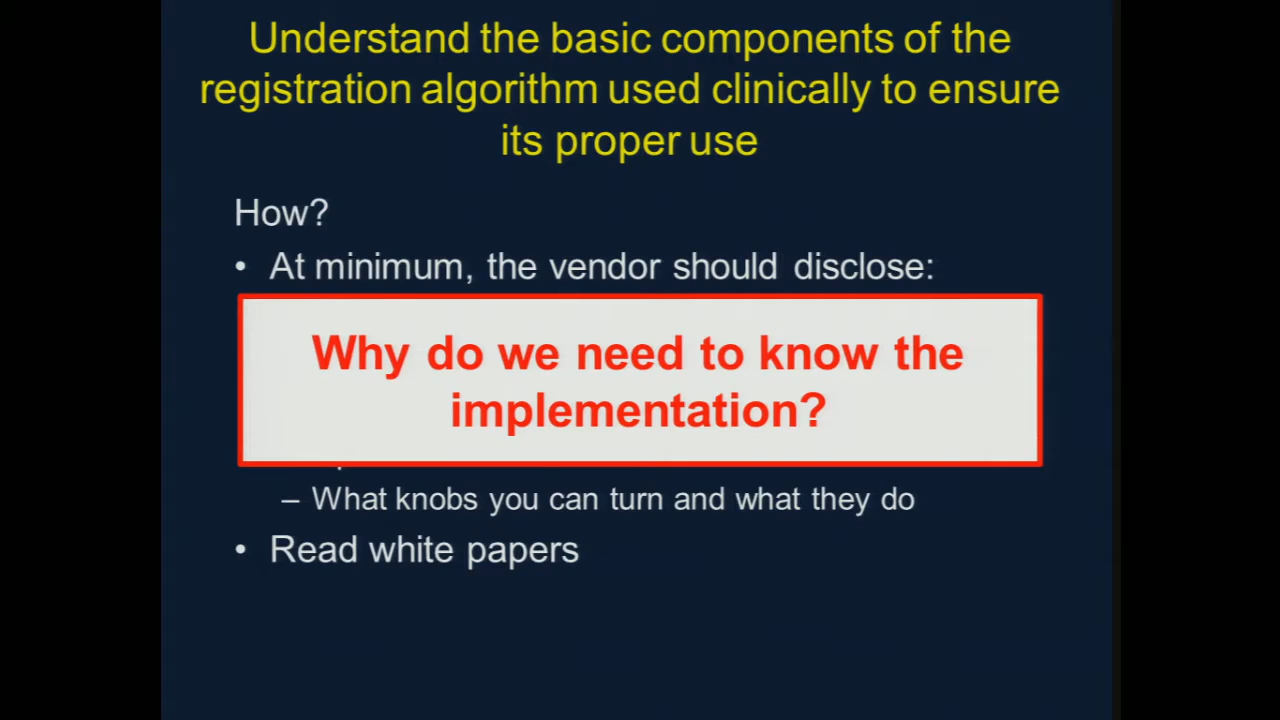 Understand the basic components of the
registration algorithm used clinically to ensure
its proper use
How?
• At minimum, the vendor should disclose:
Why do we need to know the
implementation?
– What knobs you can turn and what they do
• Read white papers